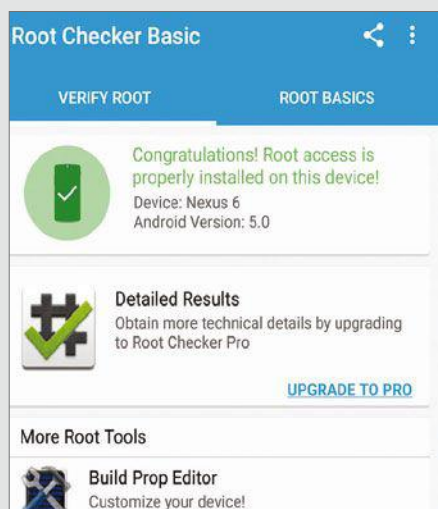 Root Checker Basic
VERIFY ROOT
ROOT BASICS
Congratulations! Root access is
properly installed on this device!
Device: Nexus 6
Android Version: 5.0
Detailed Results
Obtain more technical details by upgrading
to Root Checker Pro
UPGRADE TO PRO
More Root Tools
Build Prop Editor
Customize your device!